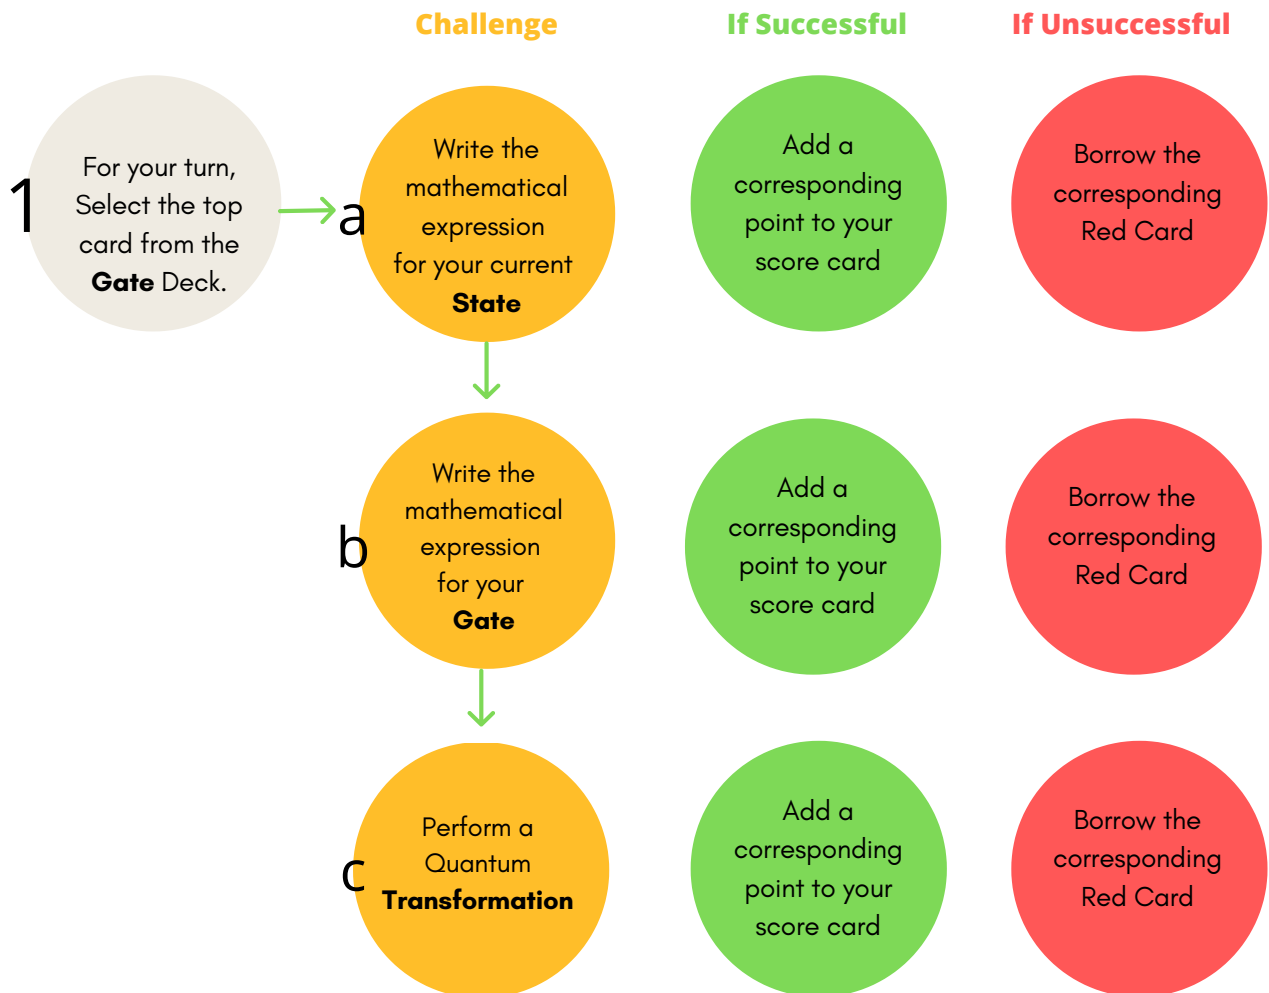 Challenge
If Successful
If Unsuccessful
1
For your turn,
Select the top
card from the
Gate Deck.
a
Write the
mathematical
expression
for your current
State
Add a
corresponding
point to your
score card
Borrow the
corresponding
Red Card
b
Write the
mathematical
expression
for your
Gate
Add a
corresponding
point to your
score card
Borrow the
corresponding
Red Card
c
Perform a
Quantum
Transformation
Add a
corresponding
point to your
score card
Borrow the
corresponding
Red Card